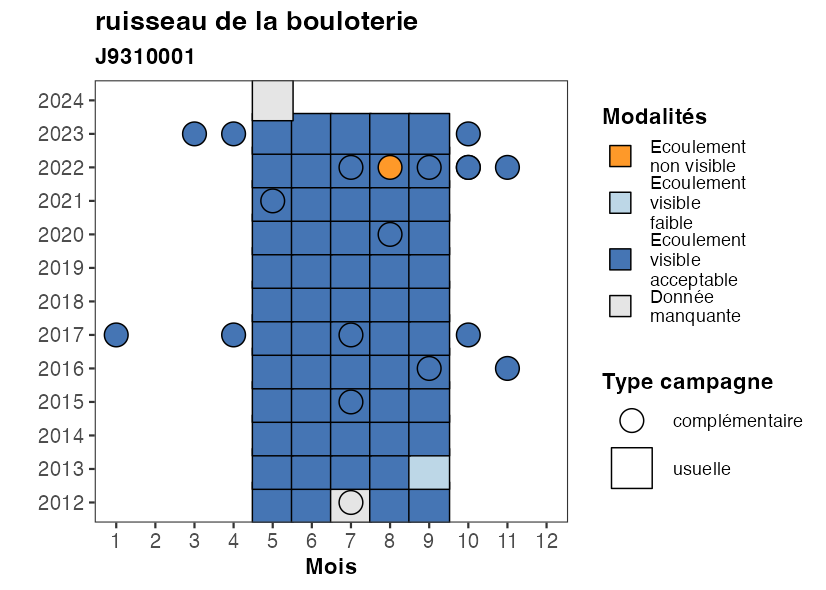 ruisseau de la bouloterie
J9310001
2024
2023
2022
2021
2020
2019
2018
2017
2016
2015
2014
2013
2012
1 2 3 4 5 6 7 8 9 10 11 12
Mois
Modalités
Ecoulement
non visible
Ecoulement
visible
faible
Ecoulement
visible
acceptable
Donnée
manquante
Type campagne
complémentaire
usuelle